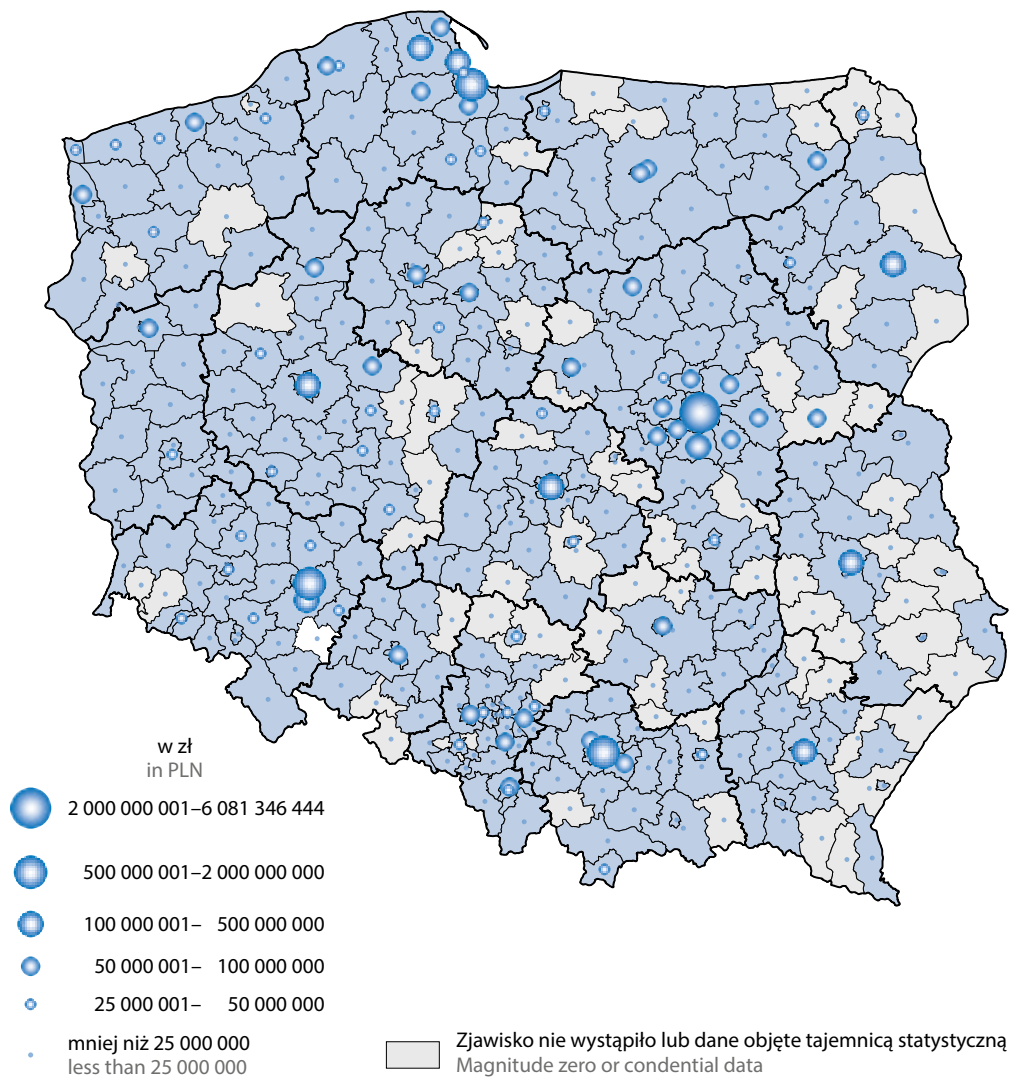 w zł
in PLN
2 000 000 001–6 081 346 444
500 000 001–2 000 000 000
100 000 001– 500 000 000
50 000 001– 100 000 000
25 000 001– 50 000 000
mniej niż 25 000 000
less than 25 000 000
Zjawisko nie wystąpiło lub dane objęte tajemnicą statystyczną
Magnitude zero or condential data